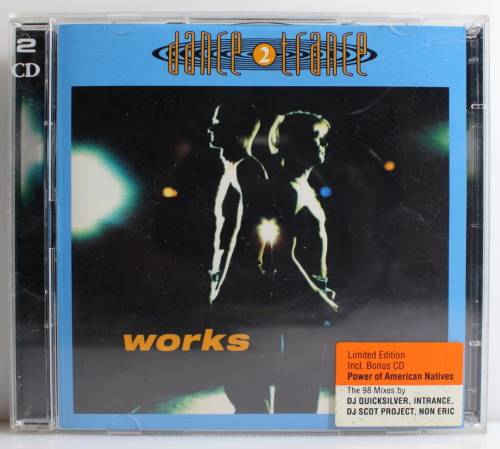 2
CD
dance 2 trance
works
Limited Edition
Incl. Bonus CD
Power of American Natives
The 98 Mixes by
DJ QUICKSILVER, INTRANCE,
DJ SCOT PROJECT, NON ERIC